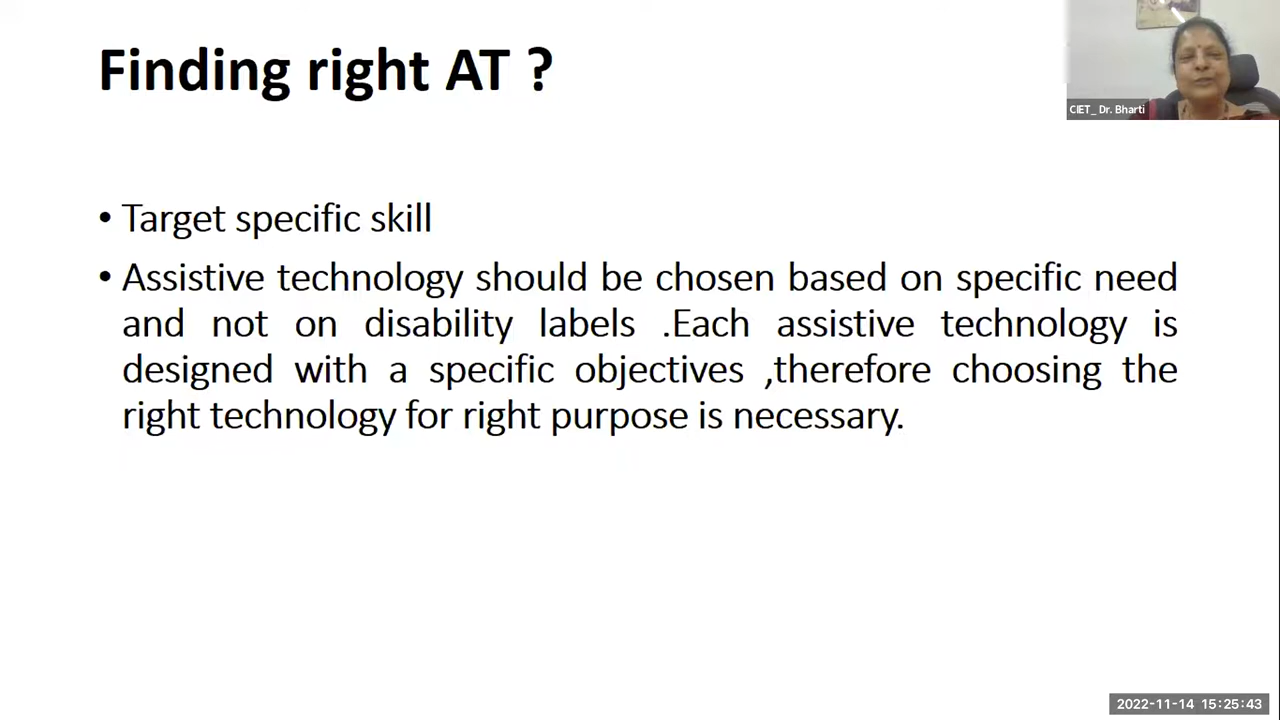 Finding right AT ?
CIET_ Dr. Bharti
• Target specific skill
• Assistive technology should be chosen based on specific need
and not on disability labels .Each assistive technology is
designed with a specific objectives ,therefore choosing the
right technology for right purpose is necessary.
2022-11-14 15:25:43